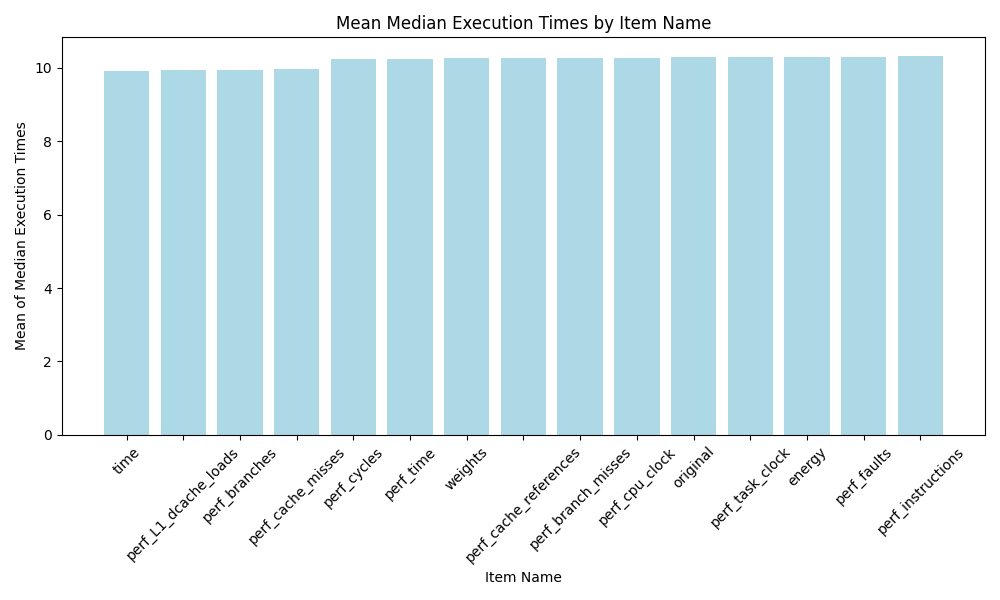 Mean Median Execution Times by Item Name
Mean of Median Execution Times
10
8
6
4
2
0
time
perf_L1_dcache_loads
perf_branches
perf_cache_misses
perf_cycles
perf_time
weights
perf_cache_references
perf_branch_misses
perf_cpu_clock
original
perf_task_clock
energy
perf_faults
perf_instructions
Item Name